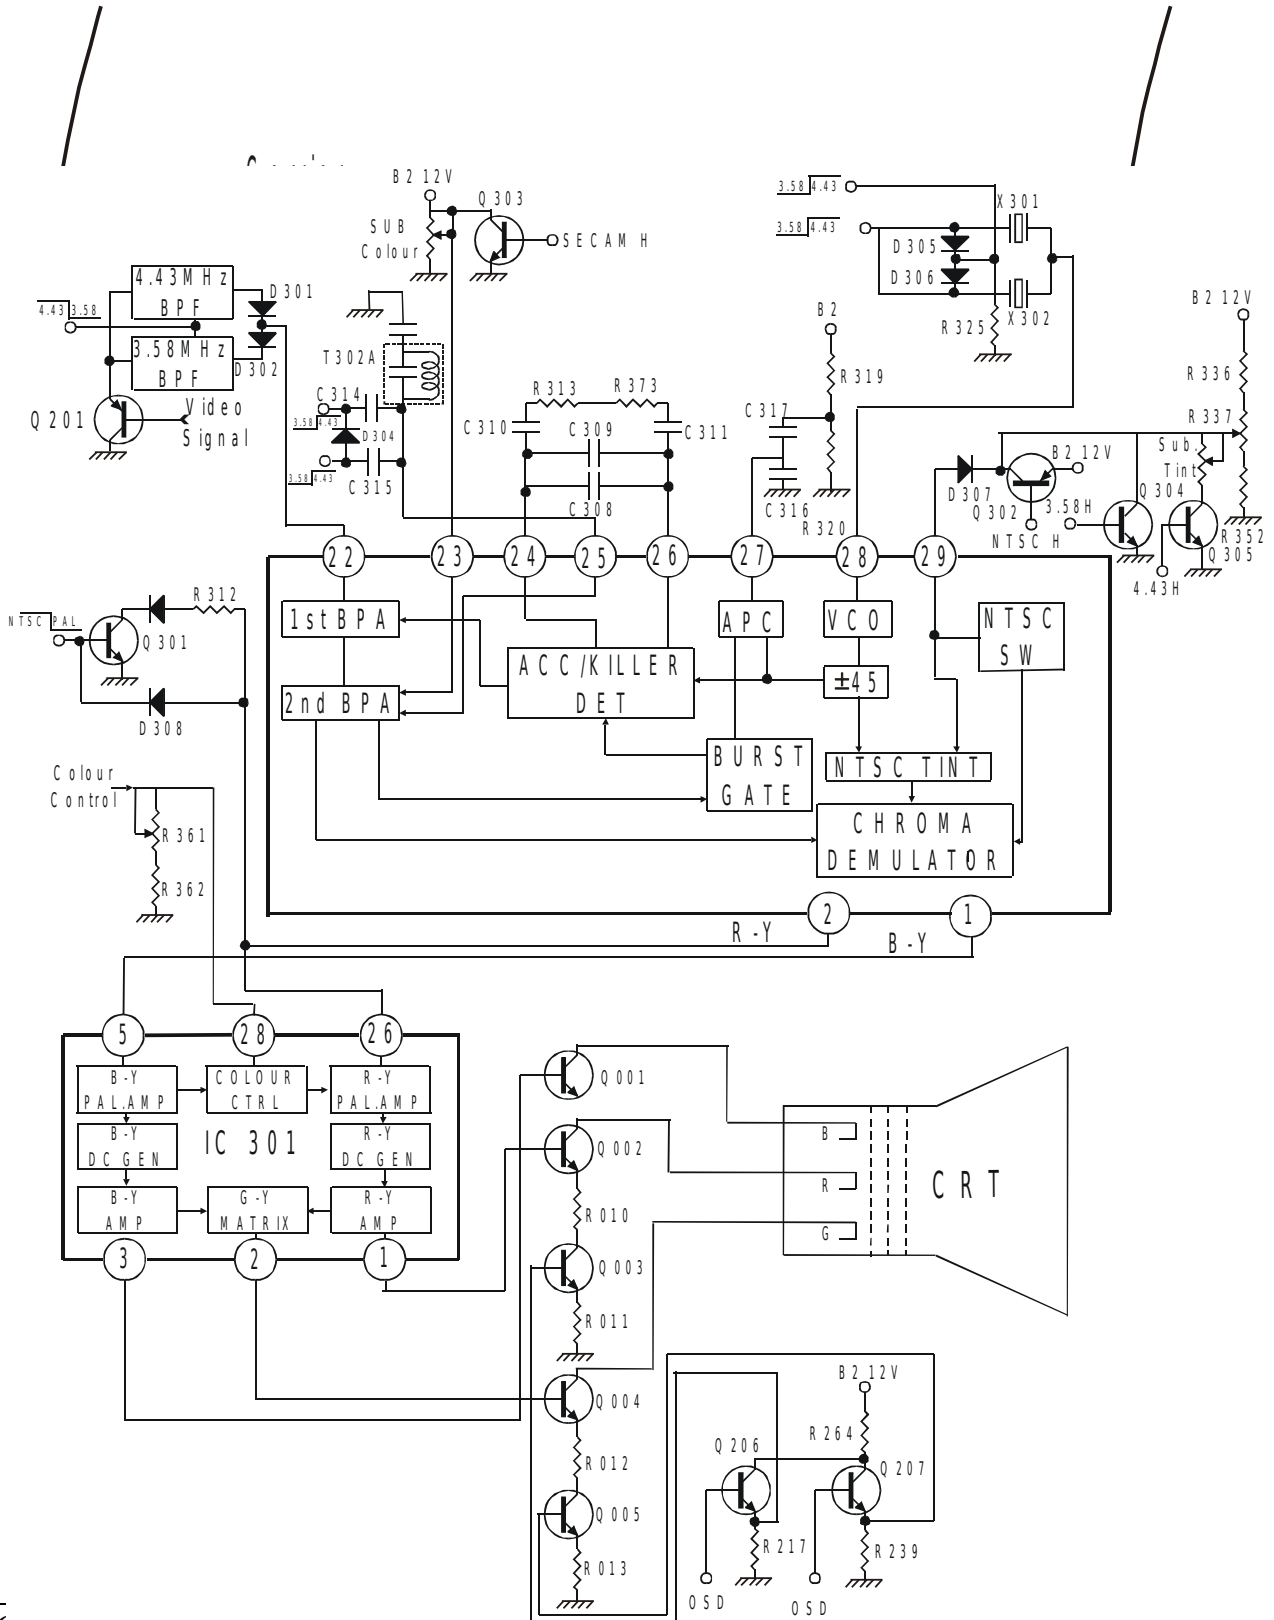 B2 12V
Q303
SUB
Colour
SECAM H
3.58 4.43
3.58 4.43
X301
D305
D306
X302
R325
4.43MHz
BPF
D301
4.43 3.58
3.58MHz
BPF
D302
Q201
Video
Signal
T302A
C314
3.58 4.43
D304
3.58 4.43
C315
R313
R373
C310
C309
C311
C308
B2
R319
C317
C316
R320
B2 12V
R336
R337
Sub.
Tint
B2 12V
D307
Q302
3.58H
Q304
NTSC H
R352
Q305
4.43H
22
23
24
25
26
27
28
29
R312
NTSC PAL
Q301
D308
1st BPA
2nd BPA
ACC/KILLER
DET
APC
VCO
±45
NTSC
SW
BURST
GATE
NTSC TINT
CHROMA
DEMULATOR
Colour
Control
R361
R362
2
1
R-Y
B-Y
5
28
26
B-Y
PAL.AMP
COLOUR
CTRL
R-Y
PAL.AMP
B-Y
DC GEN
IC 301
R-Y
DC GEN
B-Y
AMP
G-Y
MATRIX
R-Y
AMP
3
2
1
Q001
Q002
R010
Q003
R011
Q004
R012
Q005
R013
B
R
G
CRT
B2 12V
R264
Q206
Q207
R217
R239
OSD
OSD